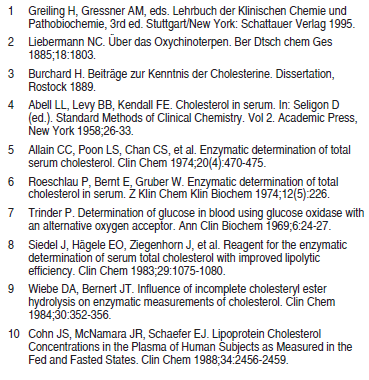 1 Greiling H, Gressner AM, eds. Lehrbuch der Klinischen Chemie und
Pathobiochemie, 3rd ed. Stuttgart/New York: Schattauer Verlag 1995.
2 Liebermann NC. Über das Oxychinoterpen. Ber Dtsch chem Ges
1885;18:1803.
3 Burchard H. Beiträge zur Kenntnis der Cholesterine. Dissertation,
Rostock 1889.
4 Abell LL, Levy BB, Kendall FE. Cholesterol in serum. In: Seligon D
(ed.). Standard Methods of Clinical Chemistry. Vol 2. Academic Press,
New York 1958;26-33.
5 Allain CC, Poon LS, Chan CS, et al. Enzymatic determination of total
serum cholesterol. Clin Chem 1974;20(4):470-475.
6 Roeschlau P, Bernt E, Gruber W. Enzymatic determination of total
cholesterol in serum. Z Klin Chem Klin Biochem 1974;12(5):226.
7 Trinder P. Determination of glucose in blood using glucose oxidase with
an alternative oxygen acceptor. Ann Clin Biochem 1969;6:24-27.
8 Siedel J, Hägele EO, Ziegenhorn J, et al. Reagent for the enzymatic
determination of serum total cholesterol with improved lipolytic
efficiency. Clin Chem 1983;29:1075-1080.
9 Wiebe DA, Bernert JT. Influence of incomplete cholesteryl ester
hydrolysis on enzymatic measurements of cholesterol. Clin Chem
1984;30:352-356.
10 Cohn JS, McNamara JR, Schaefer EJ. Lipoprotein Cholesterol
Concentrations in the Plasma of Human Subjects as Measured in the
Fed and Fasted States. Clin Chem 1988;34:2456-2459.